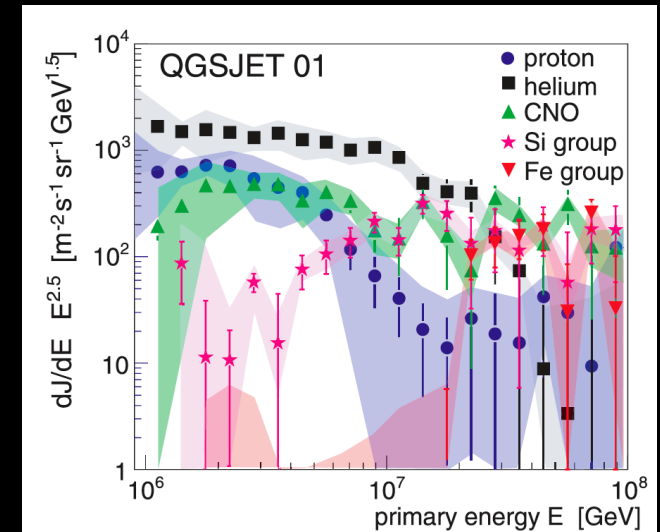 QGSJET 01
proton
helium
CNO
Si group
Fe group
dJ/dE E^2.5 [m^-2 s^-1 sr^-1 GeV^1.5]
10^4
10^3
10^2
10
1
10^6
10^7
10^8
primary energy E [GeV]